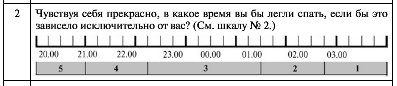 2
Чувствуя себя прекрасно, в какое время вы бы легли спать, если бы это
зависело исключительно от вас? (См. шкалу № 2.)
20.00 21.00 22.00 23.00 00.00 01.00 02.00 03.00
5 4 3 2 1